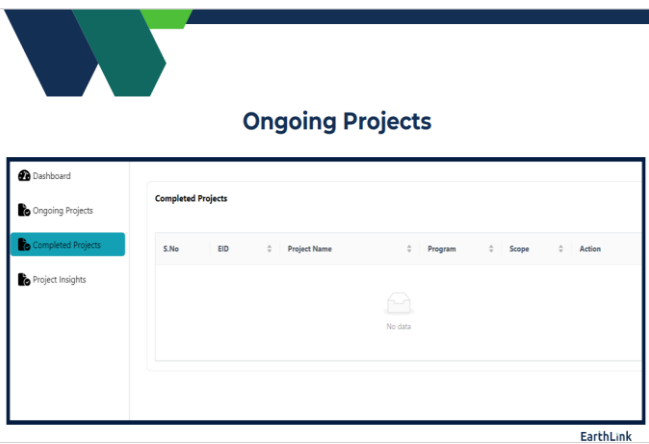 Ongoing Projects
Dashboard
Ongoing Projects
Completed Projects
Project Insights
Completed Projects
S.No EID Project Name Program Scope Action
No data
EarthLink